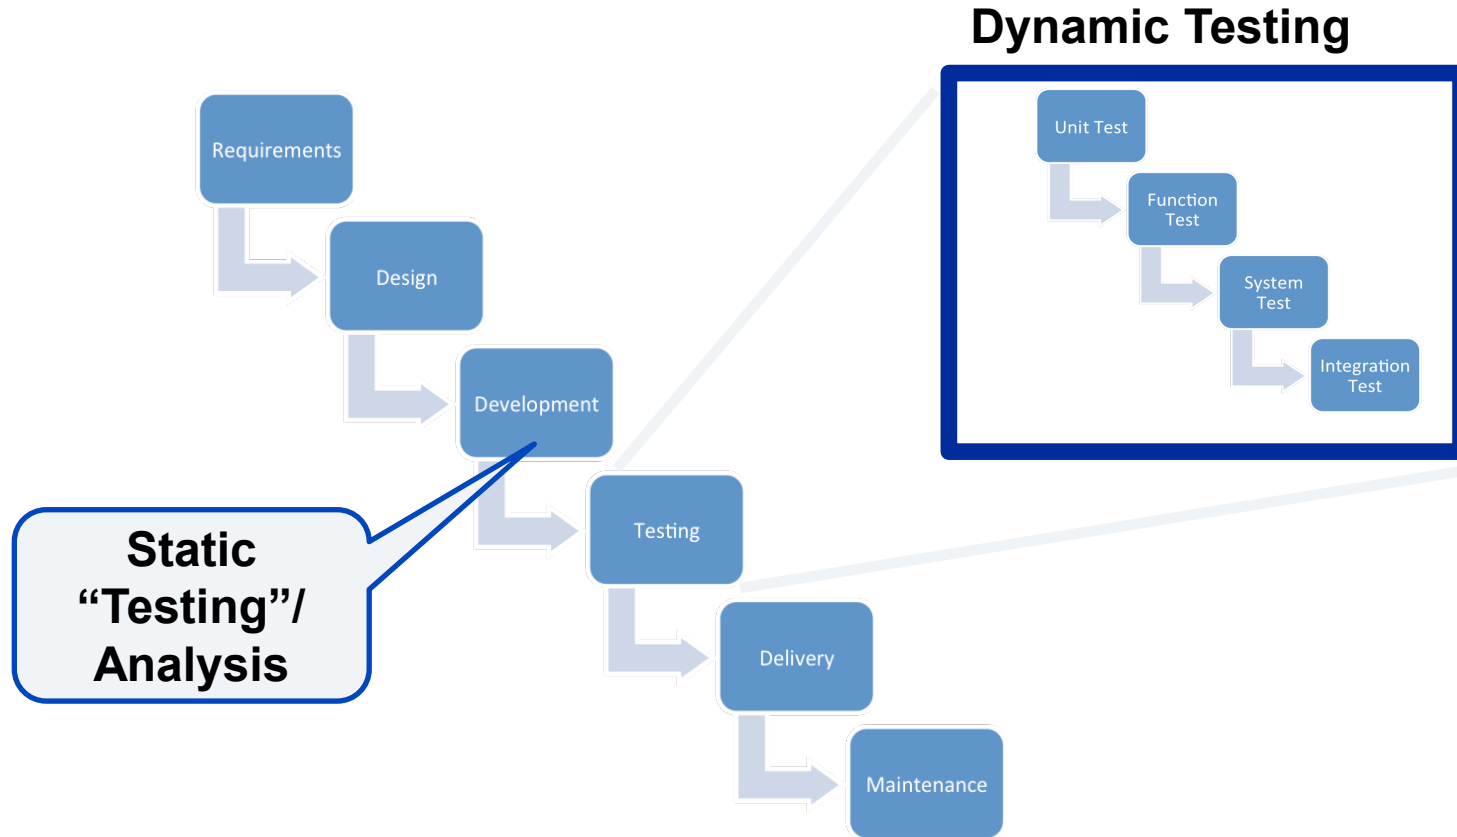 Dynamic Testing
Unit Test
Function
Test
System
Test
Integration
Test
Requirements
Design
Development
Testing
Delivery
Maintenance
Static
“Testing”/
Analysis